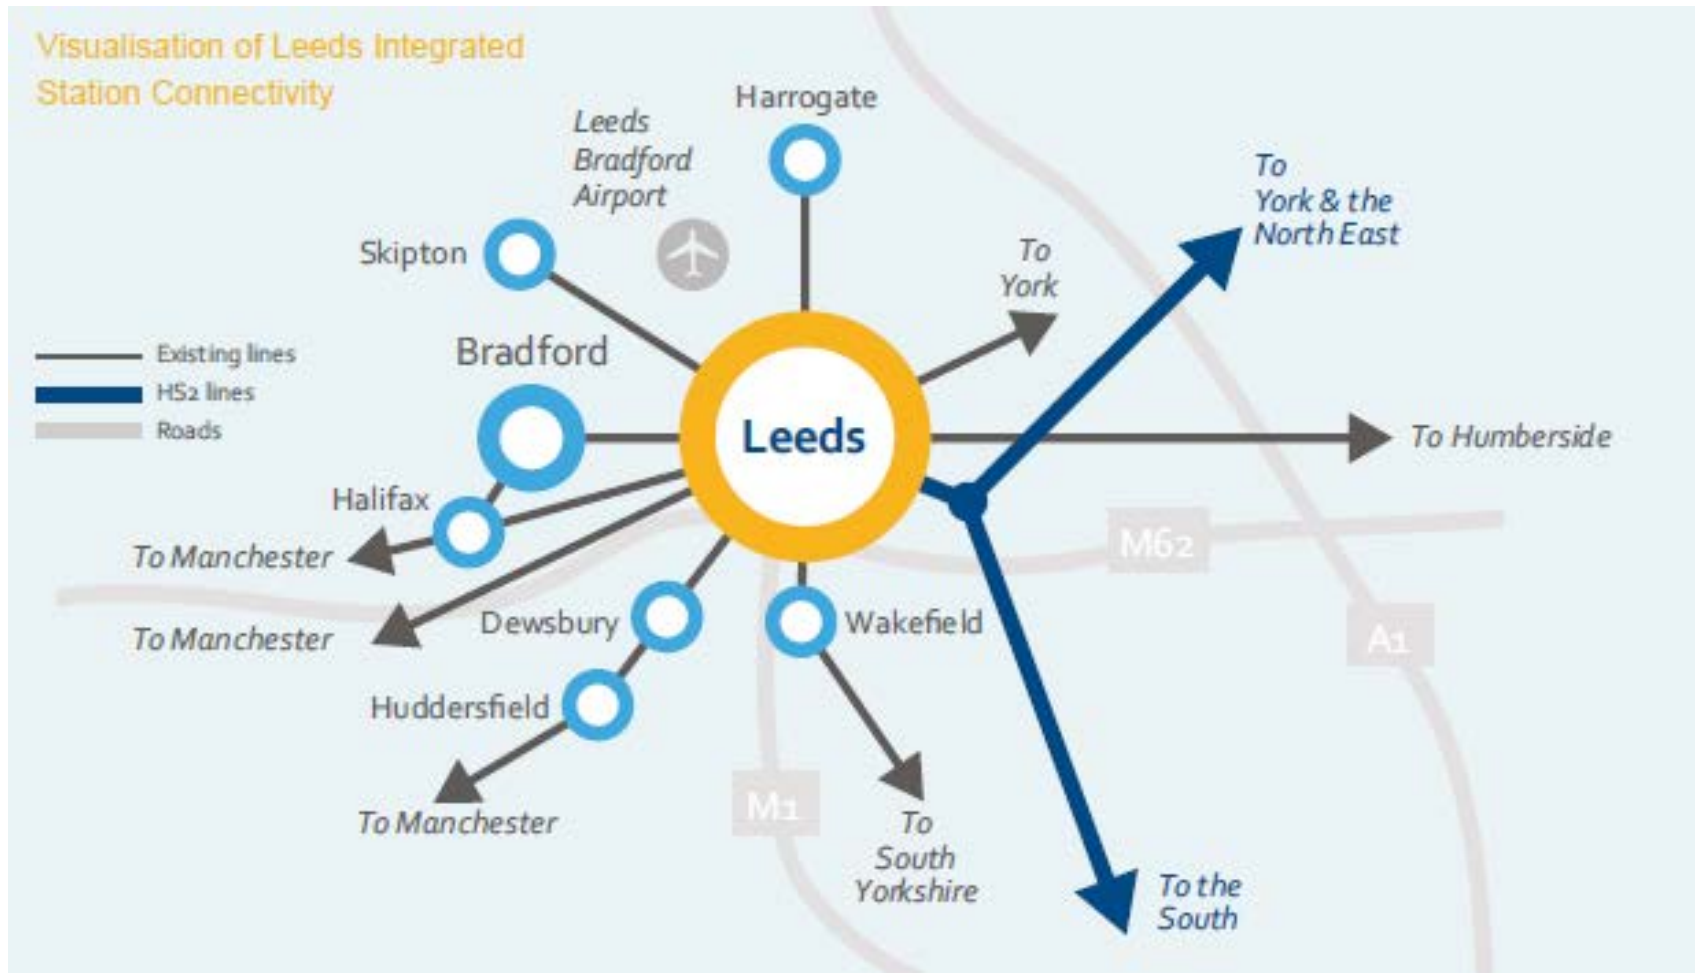 Visualisation of Leeds Integrated
Station Connectivity
Harrogate
Leeds
Bradford
Airport
To
York & the
North East
Skipton
To
York
Existing lines
HS2 lines
Roads
Bradford
Leeds
To Humberside
Halifax
To Manchester
M62
To Manchester
Dewsbury
Wakefield
A1
Huddersfield
To Manchester
M1
To
South
Yorkshire
To the
South